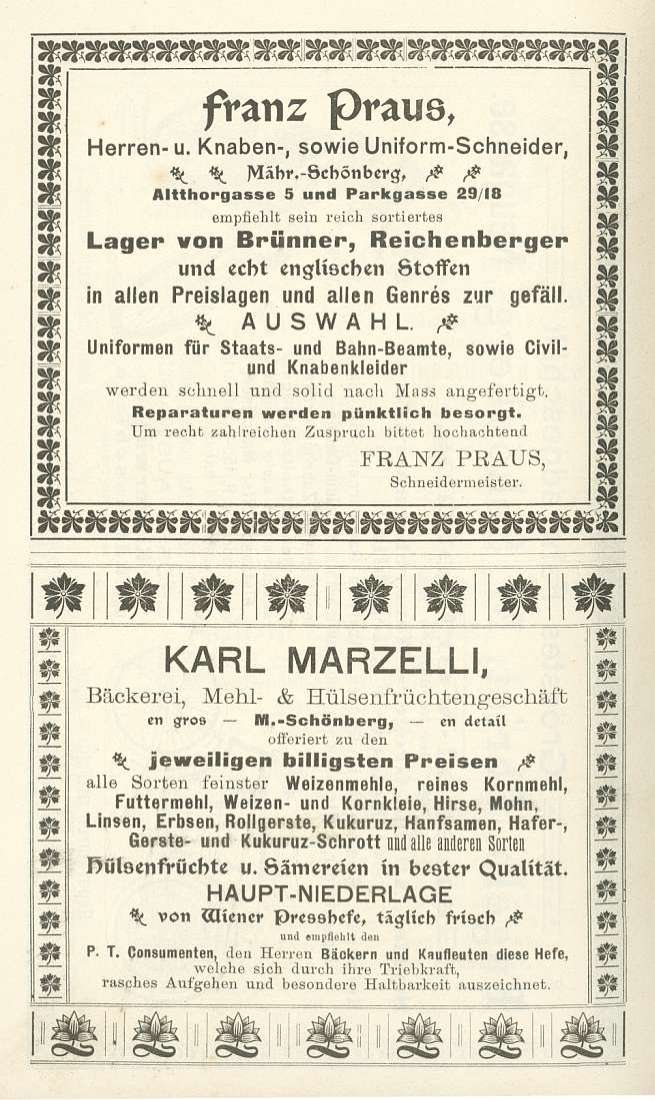 Franz Praus,
Herren- u. Knaben-, sowie Uniform-Schneider,
Mähr.-Schönberg,
Altthorgasse 5 und Parkgasse 29/18
empfiehlt sein reich sortiertes
Lager von Brünner, Reichenberger
und echt englischen Stoffen
in allen Preislagen und allen Genrés zur gefäll.
AUSWAHL.
Uniformen für Staats- und Bahn-Beamte, sowie Civil-
und Knabenkleider
werden schnell und solid nach Mass angefertigt.
Reparaturen werden pünktlich besorgt.
Um recht zahlreichen Zuspruch bittet hochachtend
FRANZ PRAUS,
Schneidermeister.
KARL MARZELLI,
Bäckerei, Mehl- & Hülsenfrüchtengeschäft
en gros — M.-Schönberg, — en detail
offeriert zu den
jeweiligen billigsten Preisen
alle Sorten feinster Weizenmehle, reines Kornmehl,
Futtermehl, Weizen- und Kornkleie, Hirse, Mohn,
Linsen, Erbsen, Rollgerste, Kukuruz, Hanfsamen, Hafer-,
Gerste- und Kukuruz-Schrott und alle anderen Sorten
Hülsenfrüchte u. Sämereien in bester Qualität.
HAUPT-NIEDERLAGE
von Wiener Presshefe, täglich frisch
und empfiehlt den
P. T. Consumenten, den Herren Bäckern und Kaufleuten diese Hefe,
welche sich durch ihre Triebkraft,
rasches Aufgehen und besondere Haltbarkeit auszeichnet.